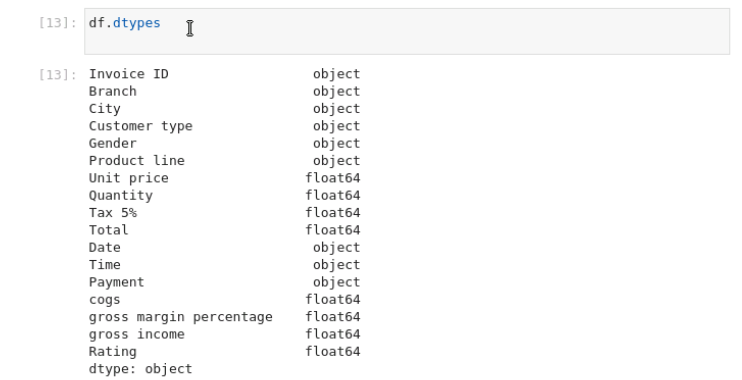 [13]: df.dtypes
[13]: Invoice ID                  object
Branch                      object
City                        object
Customer type               object
Gender                      object
Product line                object
Unit price                 float64
Quantity                   float64
Tax 5%                     float64
Total                      float64
Date                        object
Time                        object
Payment                     object
cogs                       float64
gross margin percentage    float64
gross income               float64
Rating                     float64
dtype: object